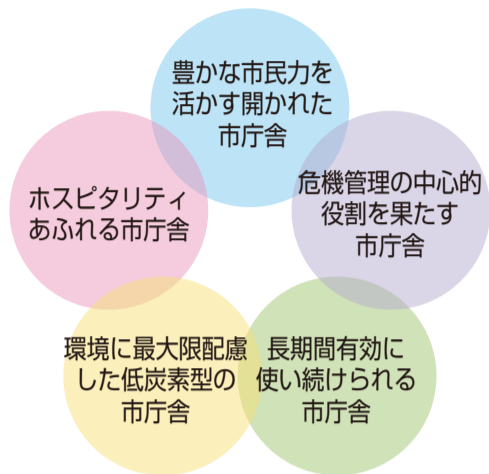 豊かな市民力を
活かす開かれた
市庁舎
ホスピタリティ
あふれる市庁舎
危機管理の中心的
役割を果たす
市庁舎
環境に最大限配慮
した低炭素型の
市庁舎
長期間有効に
使い続けられる
市庁舎